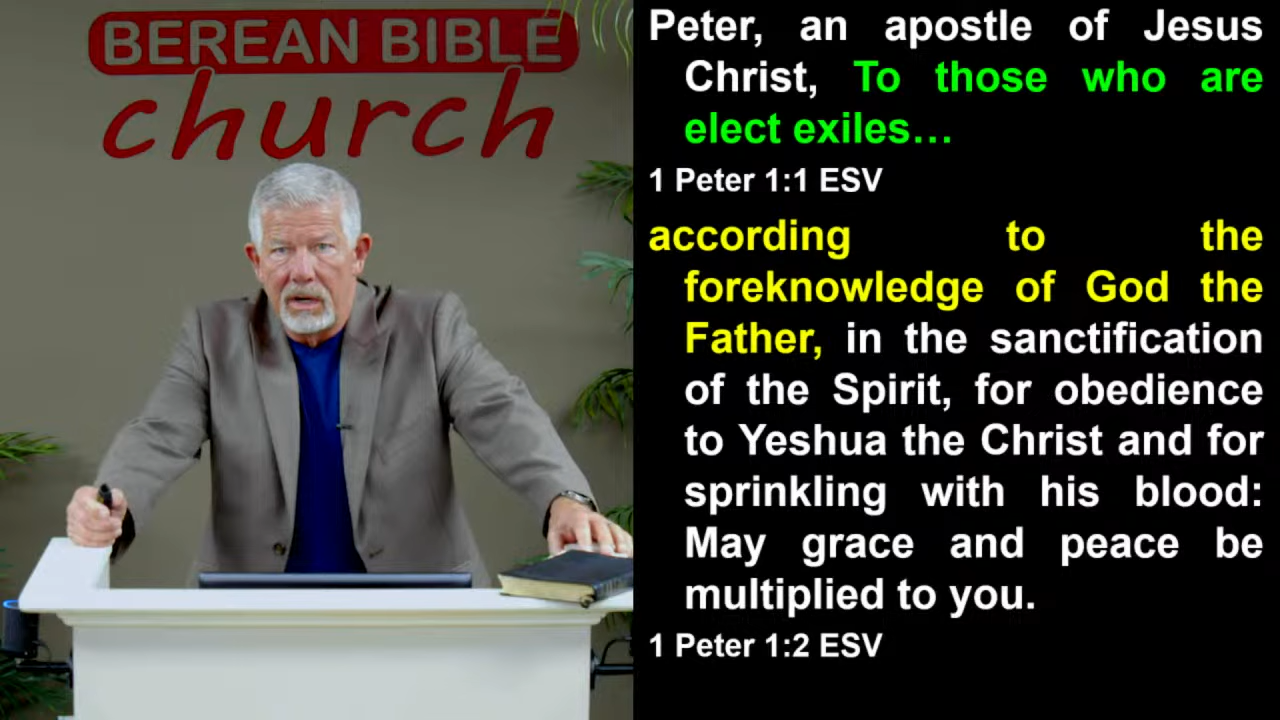 BEREAN BIBLE
church
Peter, an apostle of Jesus
Christ, To those who are
elect exiles…
1 Peter 1:1 ESV
according to the
foreknowledge of God the
Father, in the sanctification
of the Spirit, for obedience
to Yeshua the Christ and for
sprinkling with his blood:
May grace and peace be
multiplied to you.
1 Peter 1:2 ESV